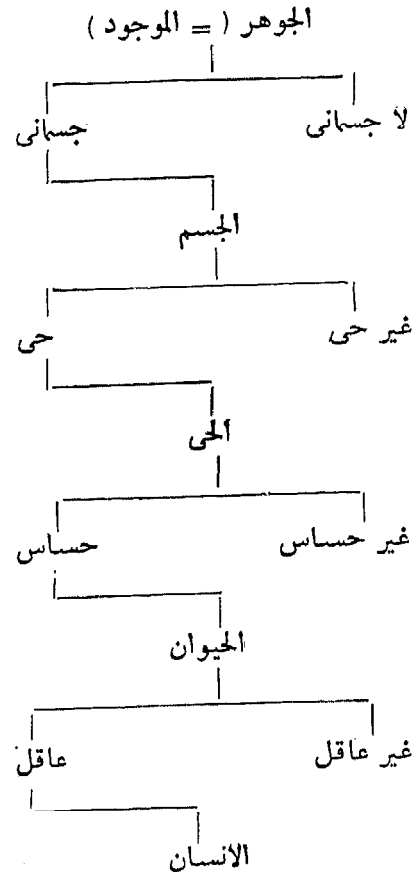 الجوهر ( = الموجود )
لا جسمانى جسمانى
الجسم
غير حى حى
الحى
غير حساس حساس
الحيوان
غير عاقل عاقل
الانسان